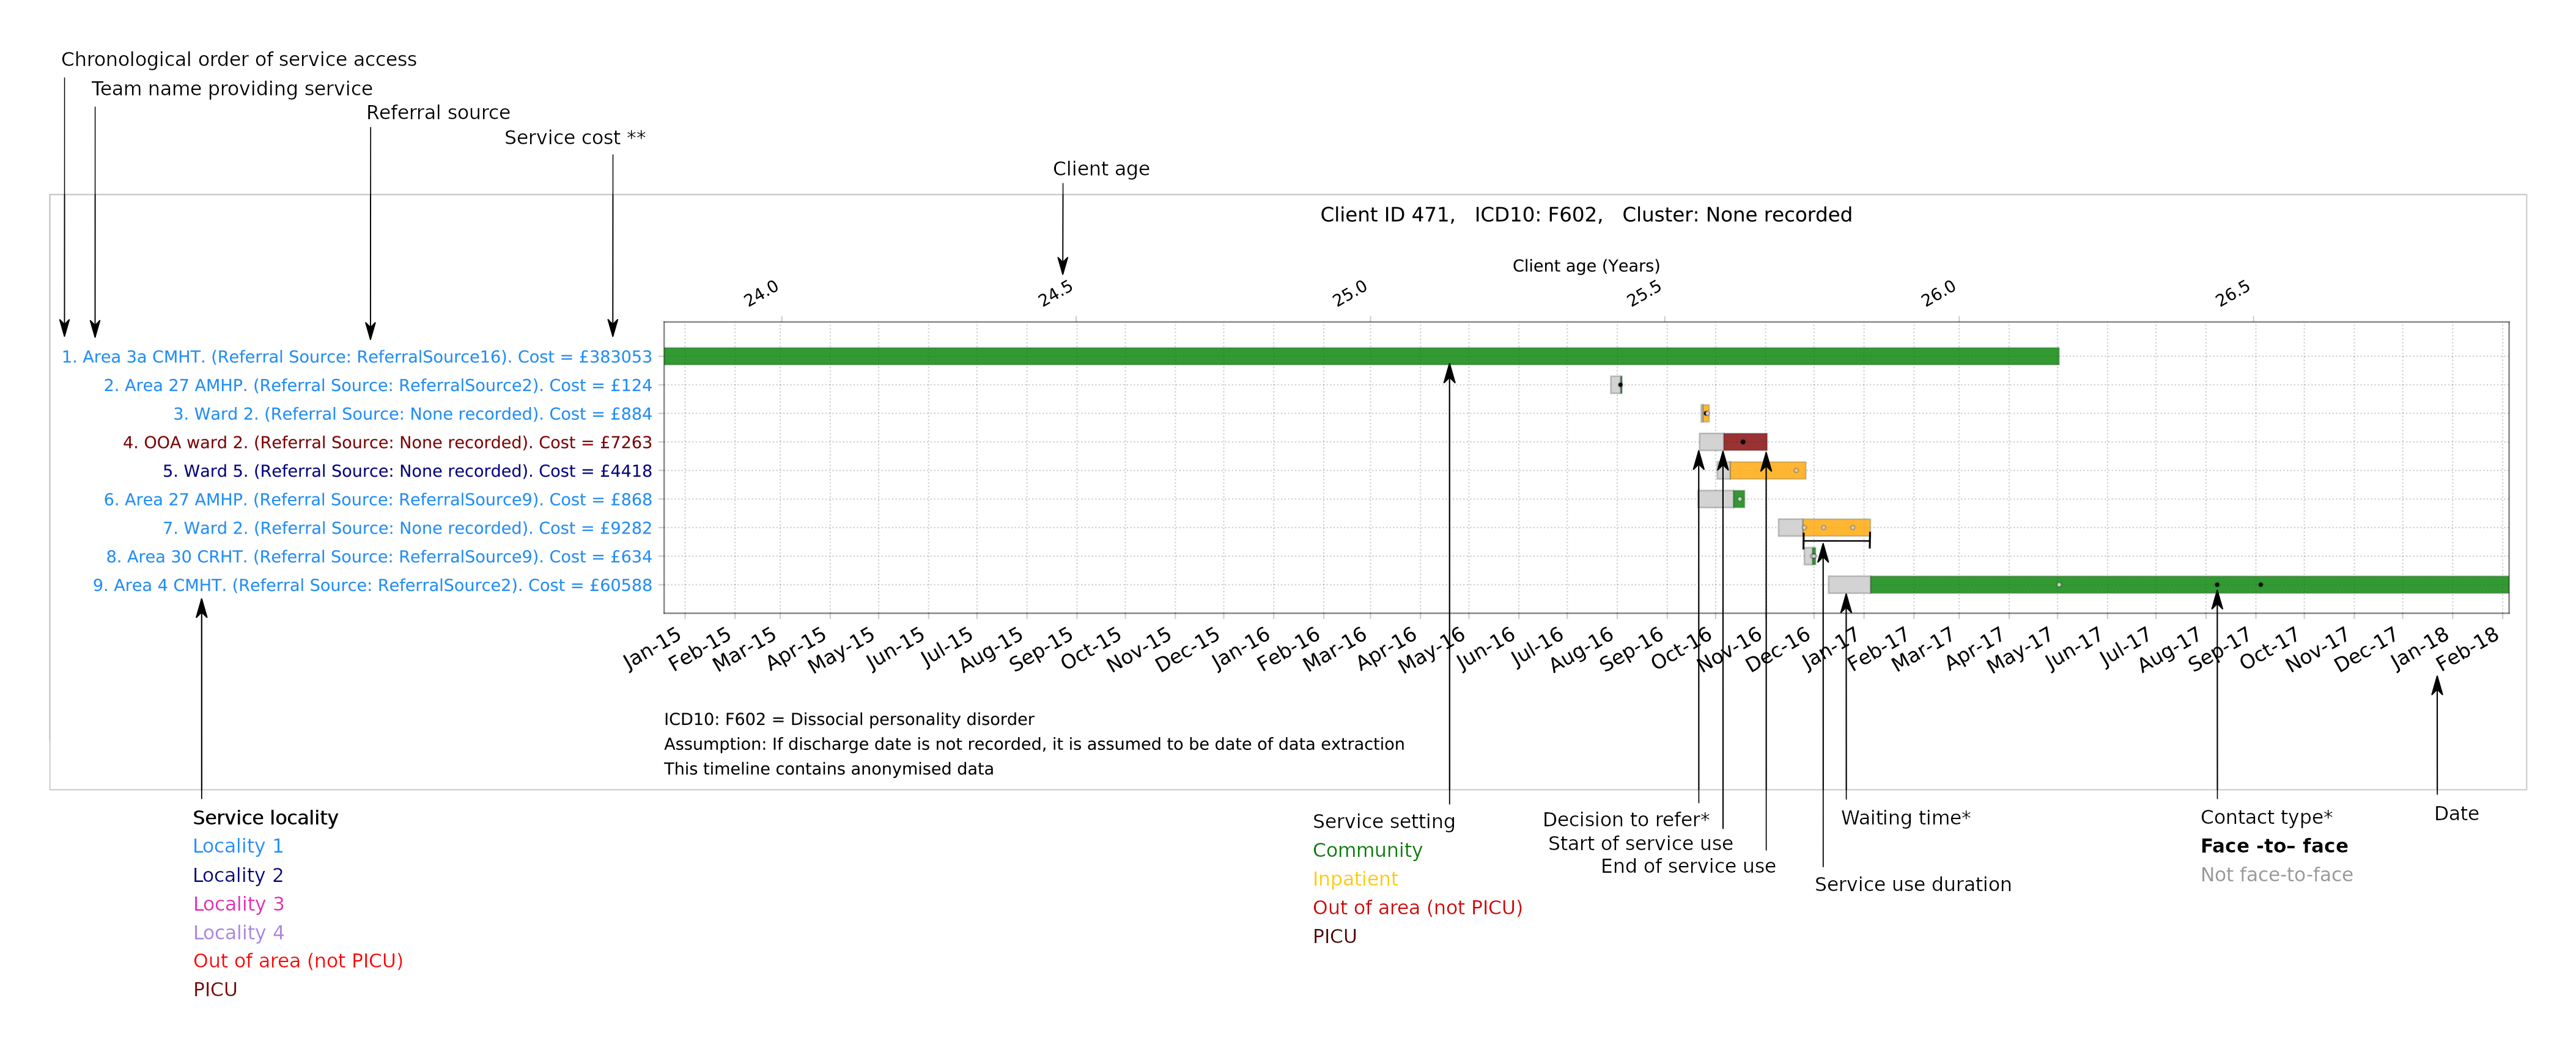 Chronological order of service access
Team name providing service
Referral source
Service cost **
Client age
Client ID 471,   ICD10: F602,   Cluster: None recorded
Client age (Years)
24.0
24.5
25.0
25.5
26.0
26.5
1. Area 3a CMHT. (Referral Source: ReferralSource16). Cost = £383053
2. Area 27 AMHP. (Referral Source: ReferralSource2). Cost = £124
3. Ward 2. (Referral Source: None recorded). Cost = £884
4. OOA ward 2. (Referral Source: None recorded). Cost = £7263
5. Ward 5. (Referral Source: None recorded). Cost = £4418
6. Area 27 AMHP. (Referral Source: ReferralSource9). Cost = £868
7. Ward 2. (Referral Source: None recorded). Cost = £9282
8. Area 30 CRHT. (Referral Source: ReferralSource9). Cost = £634
9. Area 4 CMHT. (Referral Source: ReferralSource2). Cost = £60588
Jan-15
Feb-15
Mar-15
Apr-15
May-15
Jun-15
Jul-15
Aug-15
Sep-15
Oct-15
Nov-15
Dec-15
Jan-16
Feb-16
Mar-16
Apr-16
May-16
Jun-16
Jul-16
Aug-16
Sep-16
Oct-16
Nov-16
Dec-16
Jan-17
Feb-17
Mar-17
Apr-17
May-17
Jun-17
Jul-17
Aug-17
Sep-17
Oct-17
Nov-17
Dec-17
Jan-18
Feb-18
ICD10: F602 = Dissocial personality disorder
Assumption: If discharge date is not recorded, it is assumed to be date of data extraction
This timeline contains anonymised data
Service locality
Locality 1
Locality 2
Locality 3
Locality 4
Out of area (not PICU)
PICU
Service setting
Community
Inpatient
Out of area (not PICU)
PICU
Decision to refer*
Start of service use
End of service use
Service use duration
Waiting time*
Contact type*
Face -to– face
Not face-to-face
Date